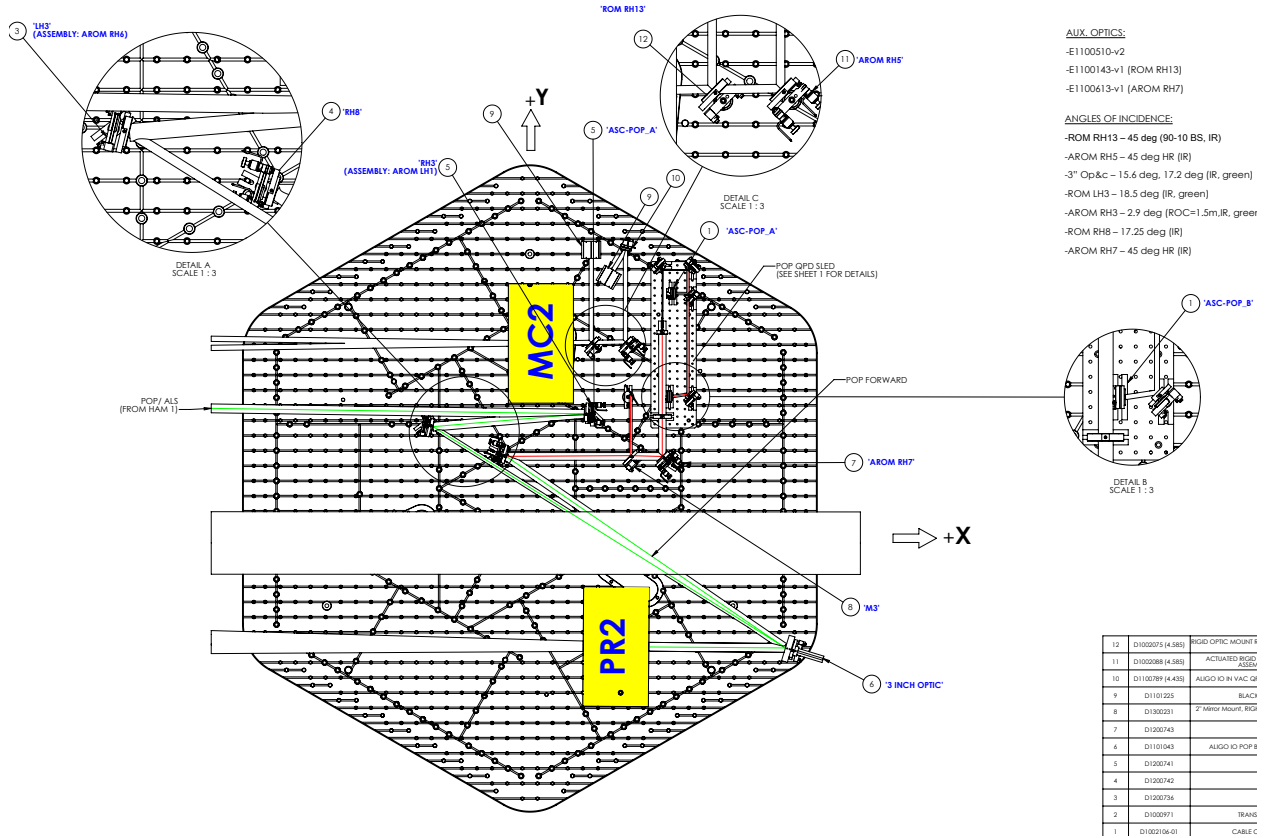 'ROM RH13'
3
'LH3'
(ASSEMBLY: AROM RH6)
12
11
'AROM RH5'
AUX. OPTICS:
-E1100510-v2
-E1100143-v1 (ROM RH13)
-E1100613-v1 (AROM RH7)
ANGLES OF INCIDENCE:
-ROM RH13 – 45 deg (90-10 BS, IR)
-AROM RH5 – 45 deg HR (IR)
-3" Op&c – 15.6 deg, 17.2 deg (IR, green)
-ROM LH3 – 18.5 deg (IR, green)
-AROM RH3 – 2.9 deg (ROC=1.5m,IR, green
-ROM RH8 – 17.25 deg (IR)
-AROM RH7 – 45 deg HR (IR)
4
'RH8'
+Y
9
5
'ASC-POP_A'
'RH3'
(ASSEMBLY: AROM LH1)
5
9
10
DETAIL C
SCALE 1 : 3
DETAIL A
SCALE 1 : 3
1
'ASC-POP_A'
POP QPD SLED
(SEE SHEET 1 FOR DETAILS)
1
'ASC-POP_B'
MC2
POP FORWARD
POP/ ALS
(FROM HAM 1)
7
'AROM RH7'
DETAIL B
SCALE 1 : 3
+X
8
'M3'
PR2
6
'3 INCH OPTIC'
12 D1002075 (4.585) RIGID OPTIC MOUNT
11 D1002088 (4.585) ACTUATED RIGID
10 D1100789 (4.435) ALIGO IO IN VAC
9 D1101225
8 D1300231 2" Mirror Mount,
7 D1200743
6 D1101043 ALIGO IO POP
5 D1200741
4 D1200742
3 D1200736
2 D1000971 TRANS
1 D1002106-01 CABLE